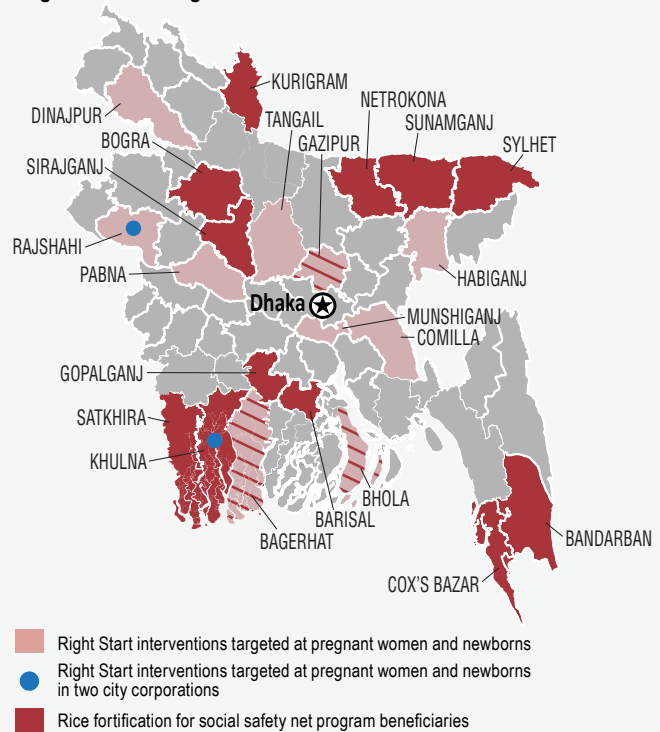 KURIGRAM
NETROKONA
DINAJPUR
TANGAIL
SUNAMGANJ
BOGRA
GAZIPUR
SYLHET
SIRAJGANJ
RAJSHAHI
PABNA
HABIGANJ
Dhaka
MUNSHIGANJ
COMILLA
GOPALGANJ
SATKHIRA
KHULNA
BHOLA
BARISAL
BAGERHAT
BANDARBAN
COX'S BAZAR
Right Start interventions targeted at pregnant women and newborns
Right Start interventions targeted at pregnant women and newborns
in two city corporations
Rice fortification for social safety net program beneficiaries